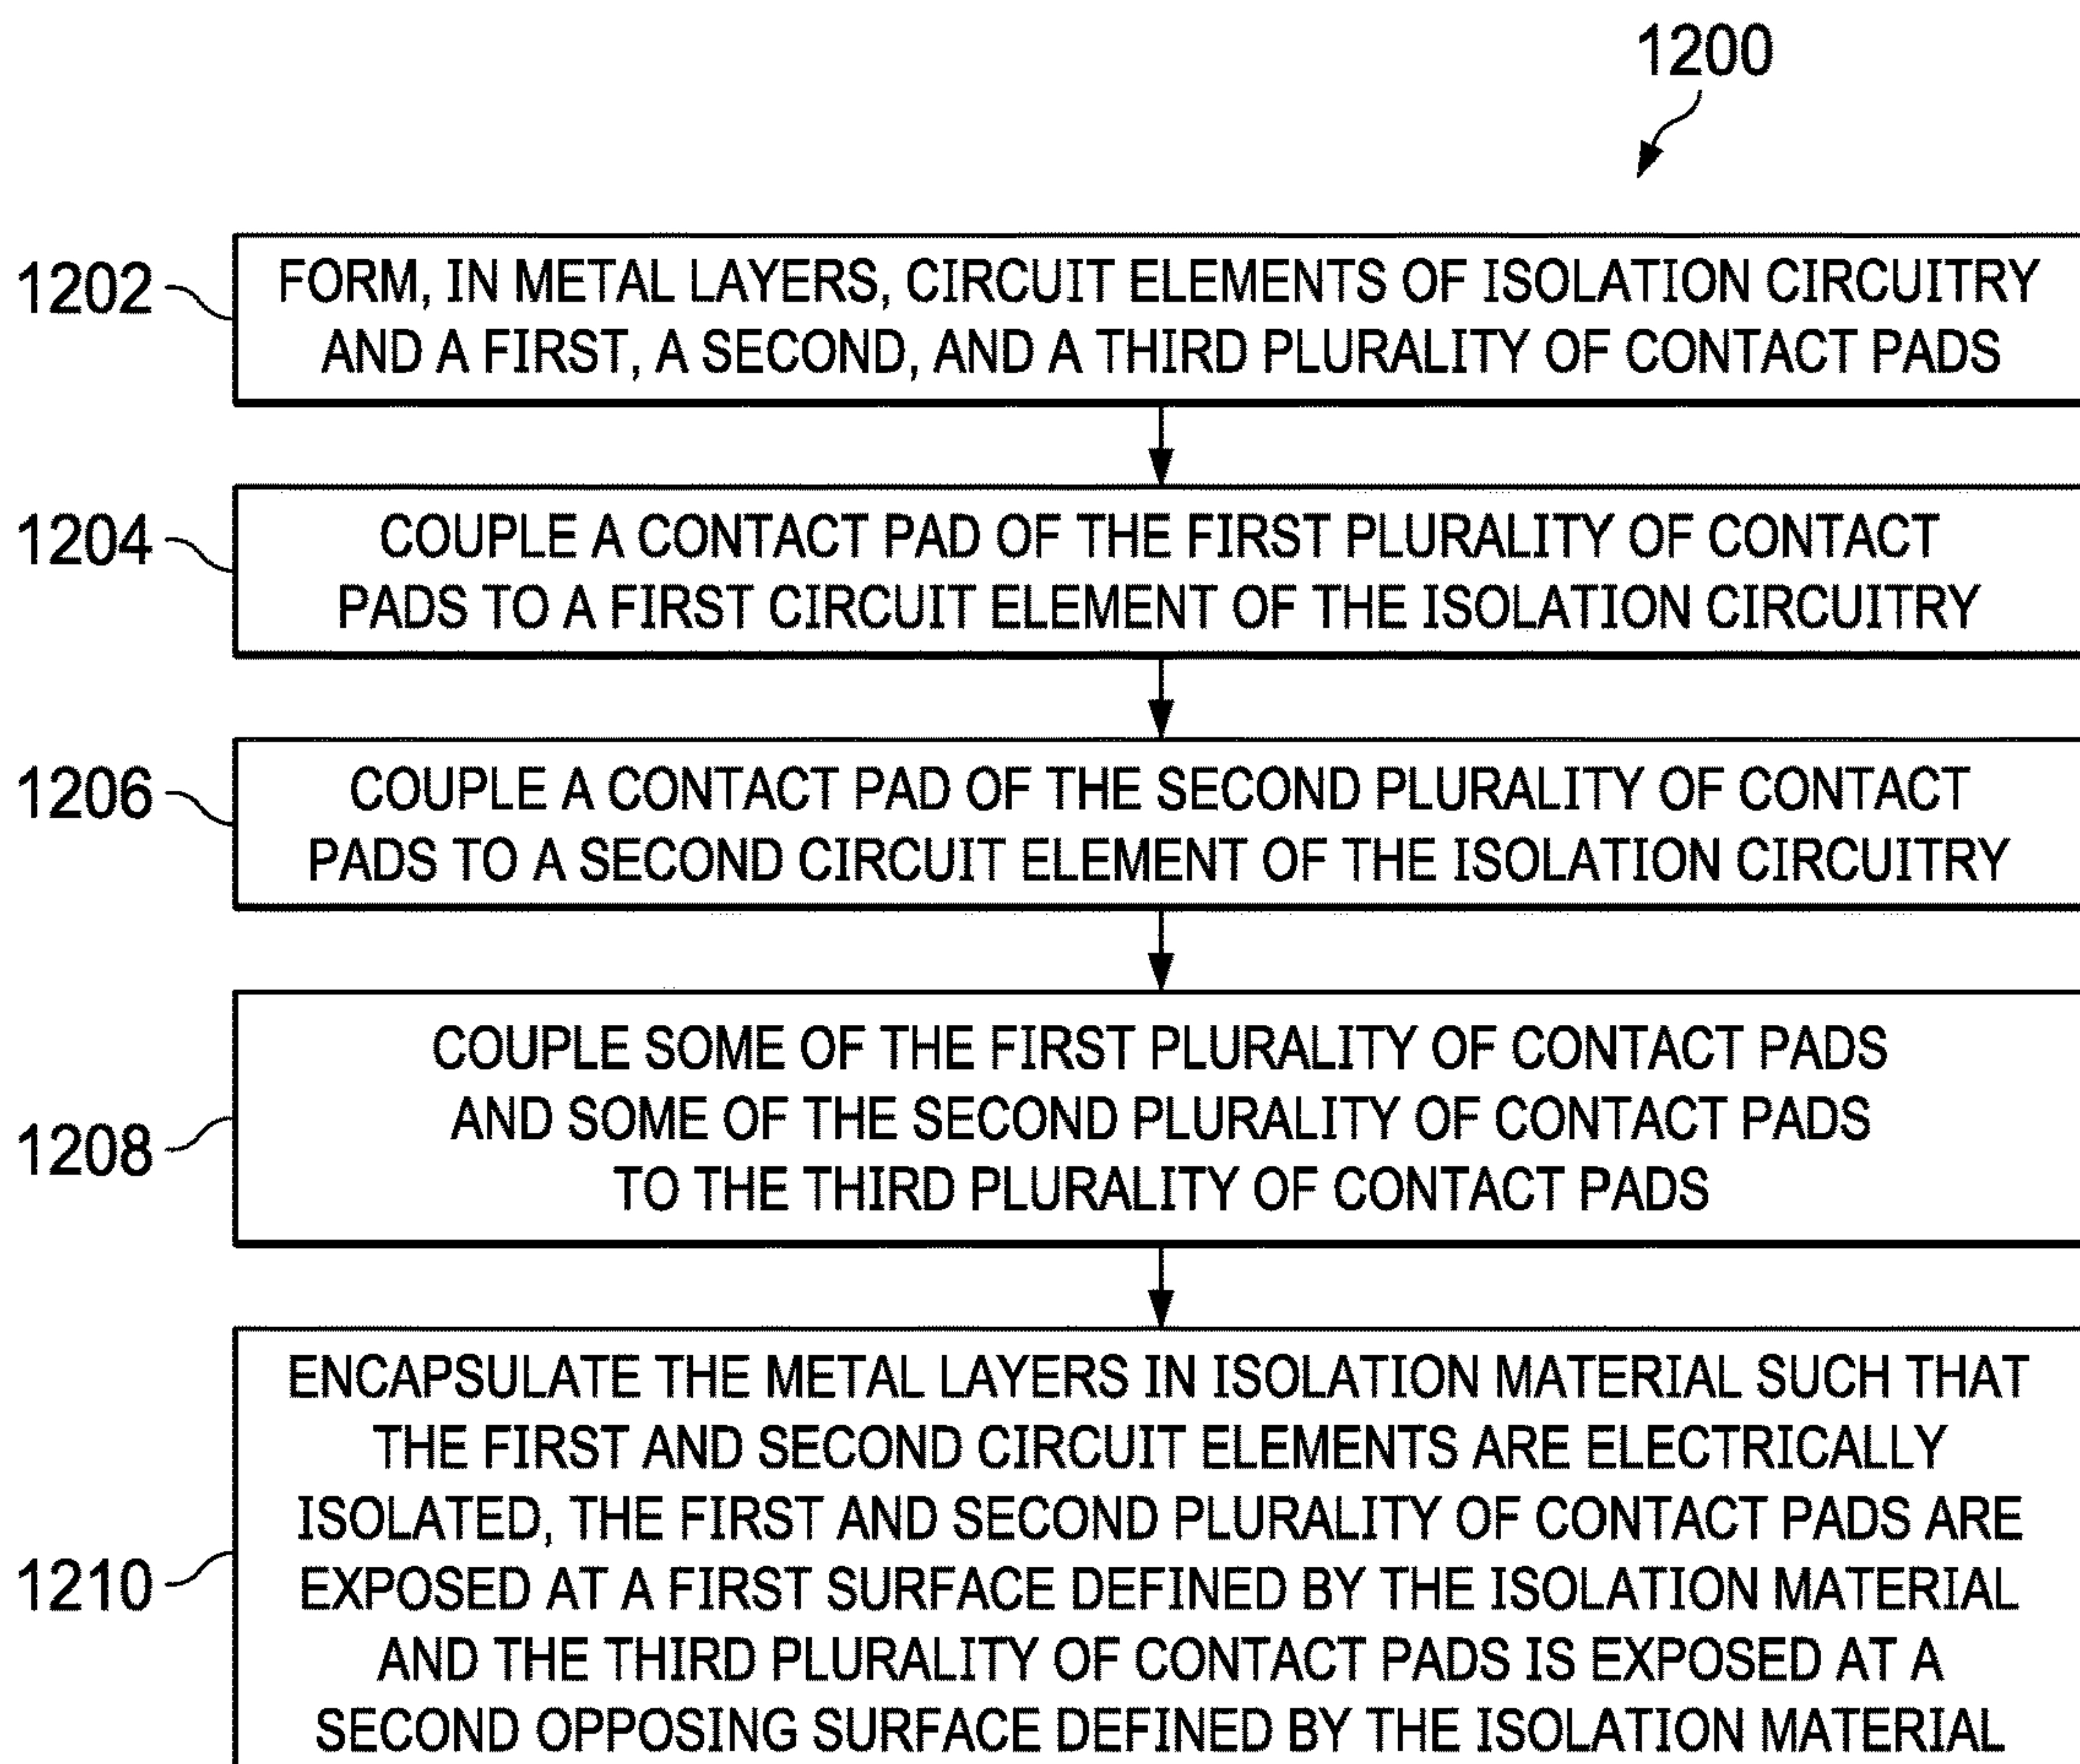 1200
1202
FORM, IN METAL LAYERS, CIRCUIT ELEMENTS OF ISOLATION CIRCUITRY
AND A FIRST, A SECOND, AND A THIRD PLURALITY OF CONTACT PADS
1204
COUPLE A CONTACT PAD OF THE FIRST PLURALITY OF CONTACT
PADS TO A FIRST CIRCUIT ELEMENT OF THE ISOLATION CIRCUITRY
1206
COUPLE A CONTACT PAD OF THE SECOND PLURALITY OF CONTACT
PADS TO A SECOND CIRCUIT ELEMENT OF THE ISOLATION CIRCUITRY
1208
COUPLE SOME OF THE FIRST PLURALITY OF CONTACT PADS
AND SOME OF THE SECOND PLURALITY OF CONTACT PADS
TO THE THIRD PLURALITY OF CONTACT PADS
1210
ENCAPSULATE THE METAL LAYERS IN ISOLATION MATERIAL SUCH THAT
THE FIRST AND SECOND CIRCUIT ELEMENTS ARE ELECTRICALLY
ISOLATED, THE FIRST AND SECOND PLURALITY OF CONTACT PADS ARE
EXPOSED AT A FIRST SURFACE DEFINED BY THE ISOLATION MATERIAL
AND THE THIRD PLURALITY OF CONTACT PADS IS EXPOSED AT A
SECOND OPPOSING SURFACE DEFINED BY THE ISOLATION MATERIAL